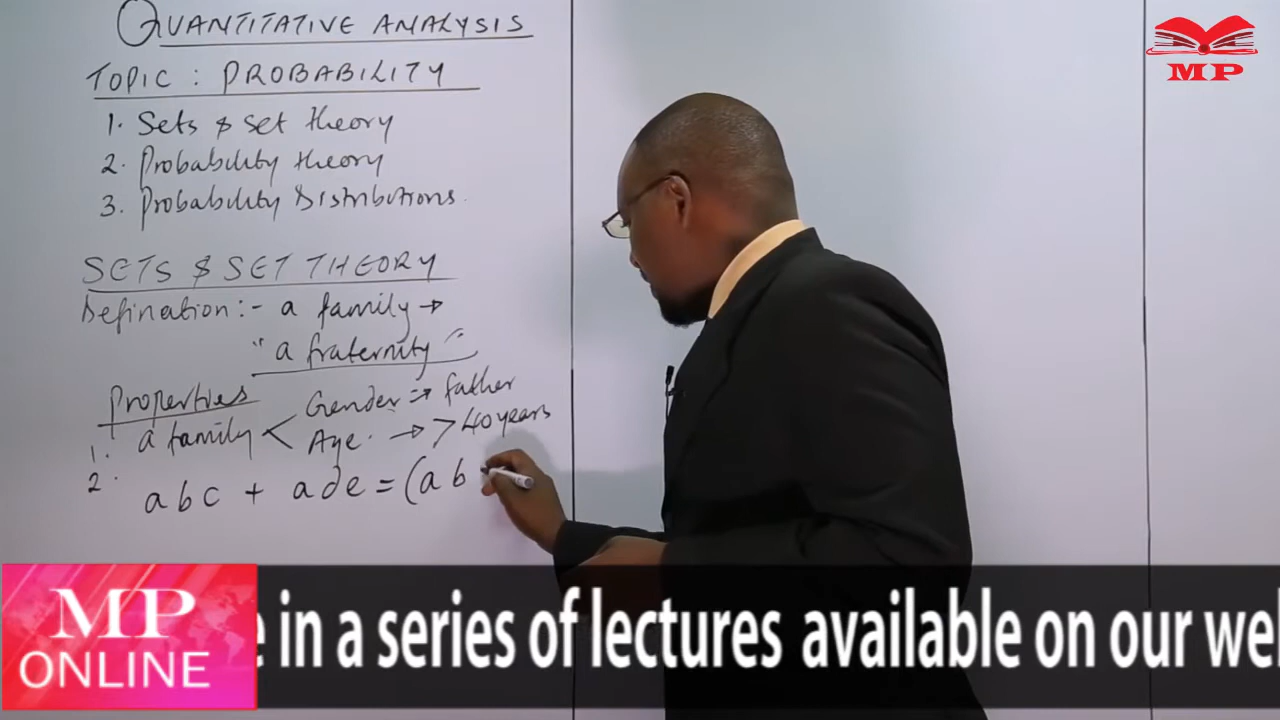 QUANTITATIVE ANALYSIS
TOPIC : PROBABILITY
1. Sets & set theory
2. Probability theory
3. Probability Distributions.
SETS & SET THEORY
Defination :- a family →
"a fraternity"
Properties
1. a family < Gender => father
Age. → > 40 years
2. abc + ade = (ab
MP
MP
ONLINE
e in a series of lectures available on our wel